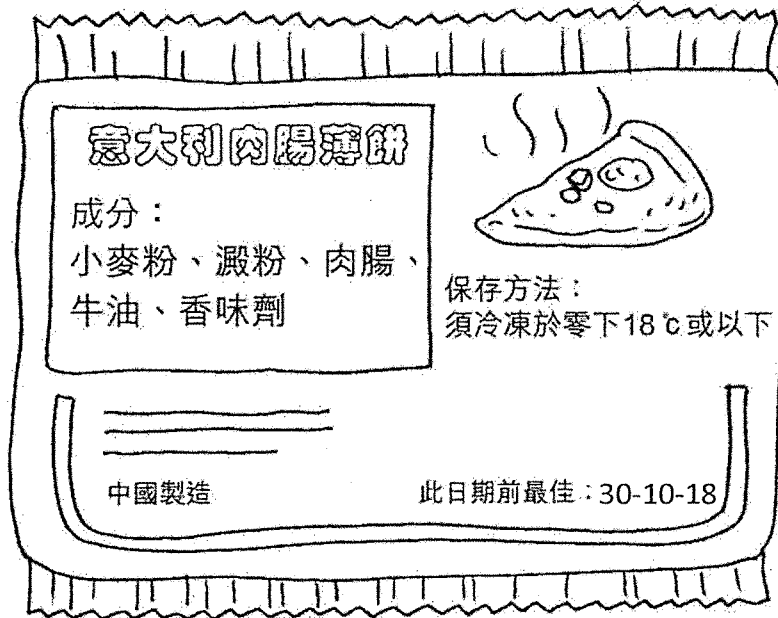 意大利肉腸薄餅
成分：
小麥粉、澱粉、肉腸、
牛油、香味劑
保存方法：
須冷凍於零下18℃或以下
中國製造
此日期前最佳：30-10-18